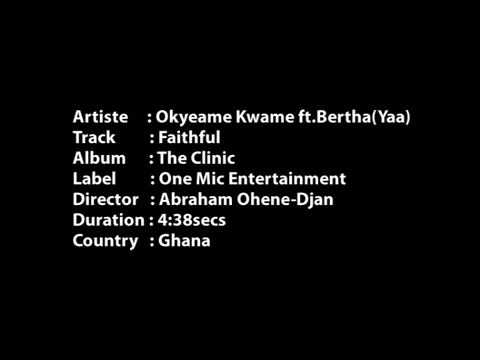 Artiste : Okyeame Kwame ft.Bertha(Yaa)
Track : Faithful
Album : The Clinic
Label : One Mic Entertainment
Director : Abraham Ohene-Djan
Duration : 4:38secs
Country : Ghana